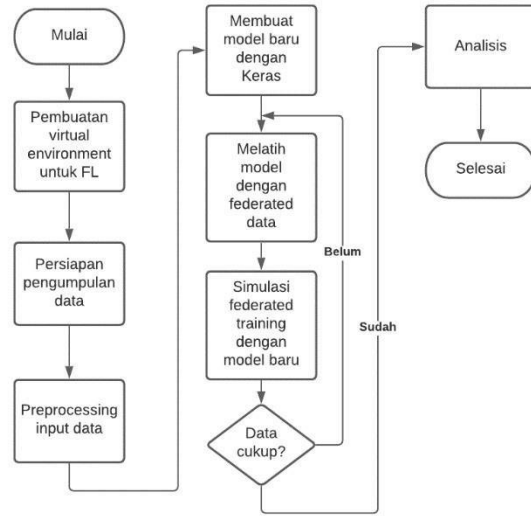 Mulai
Pembuatan
virtual
environment
untuk FL
Persiapan
pengumpulan
data
Preprocessing
input data
Membuat
model baru
dengan
Keras
Melatih
model
dengan
federated
data
Simulasi
federated
training
dengan
model baru
Data
cukup?
Belum
Sudah
Analisis
Selesai